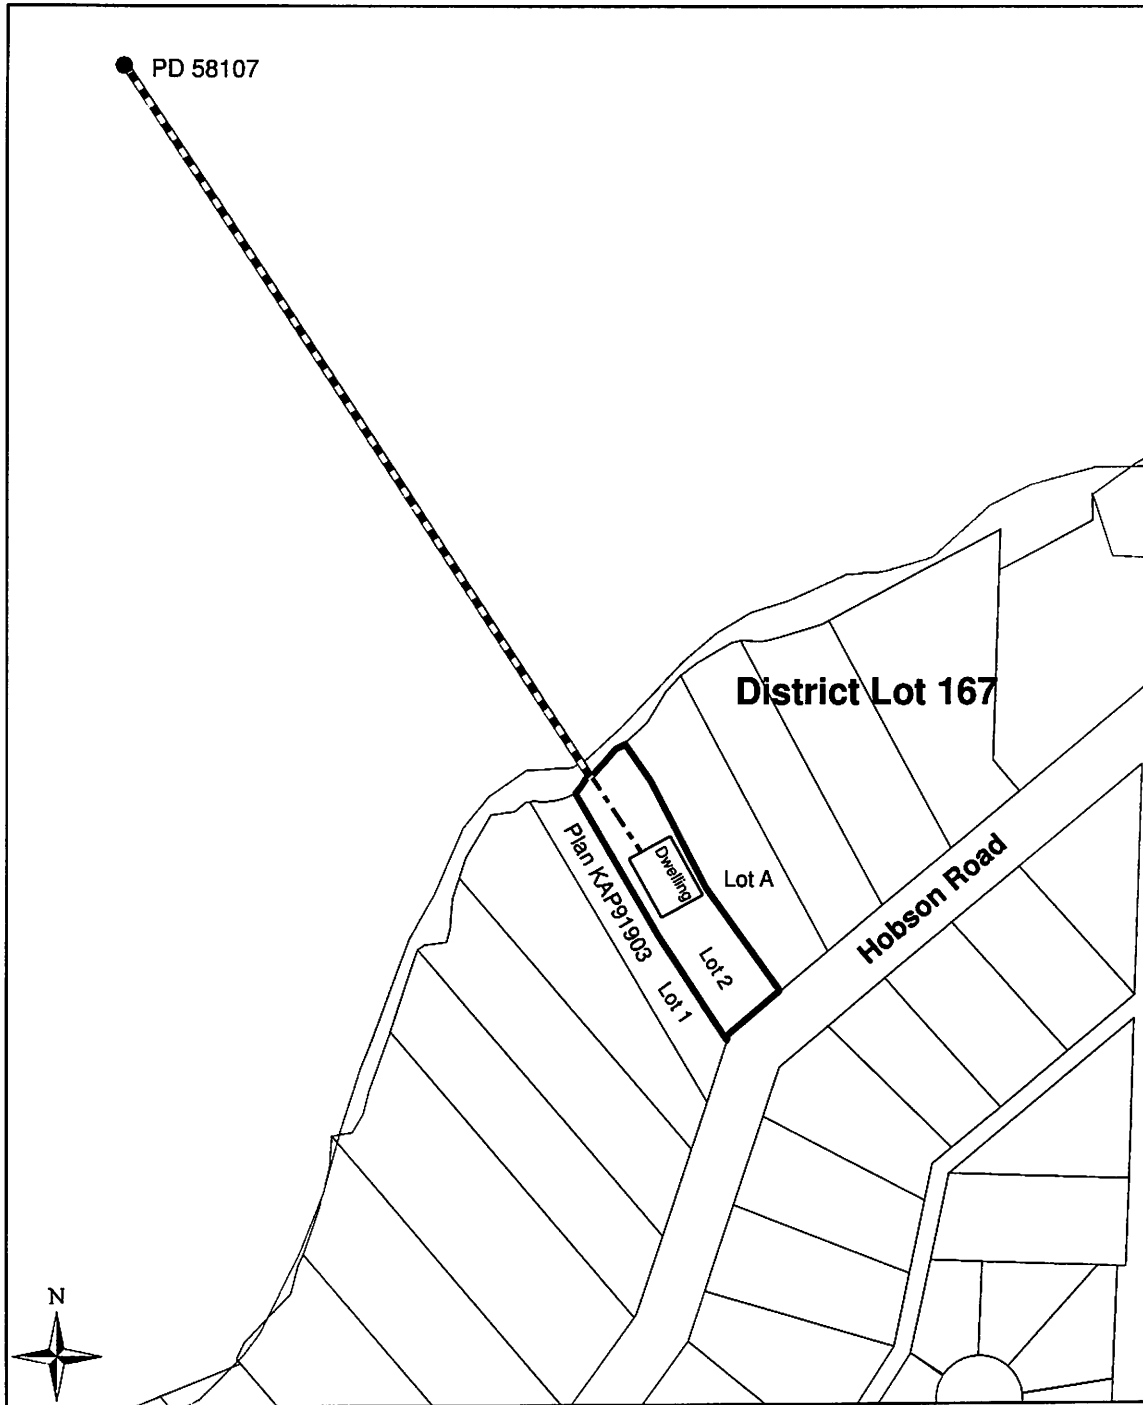 PD 58107
District Lot 167
Plan KAP91903
Dwelling
Lot A
Hobson Road
Lot 2
Lot 1
N